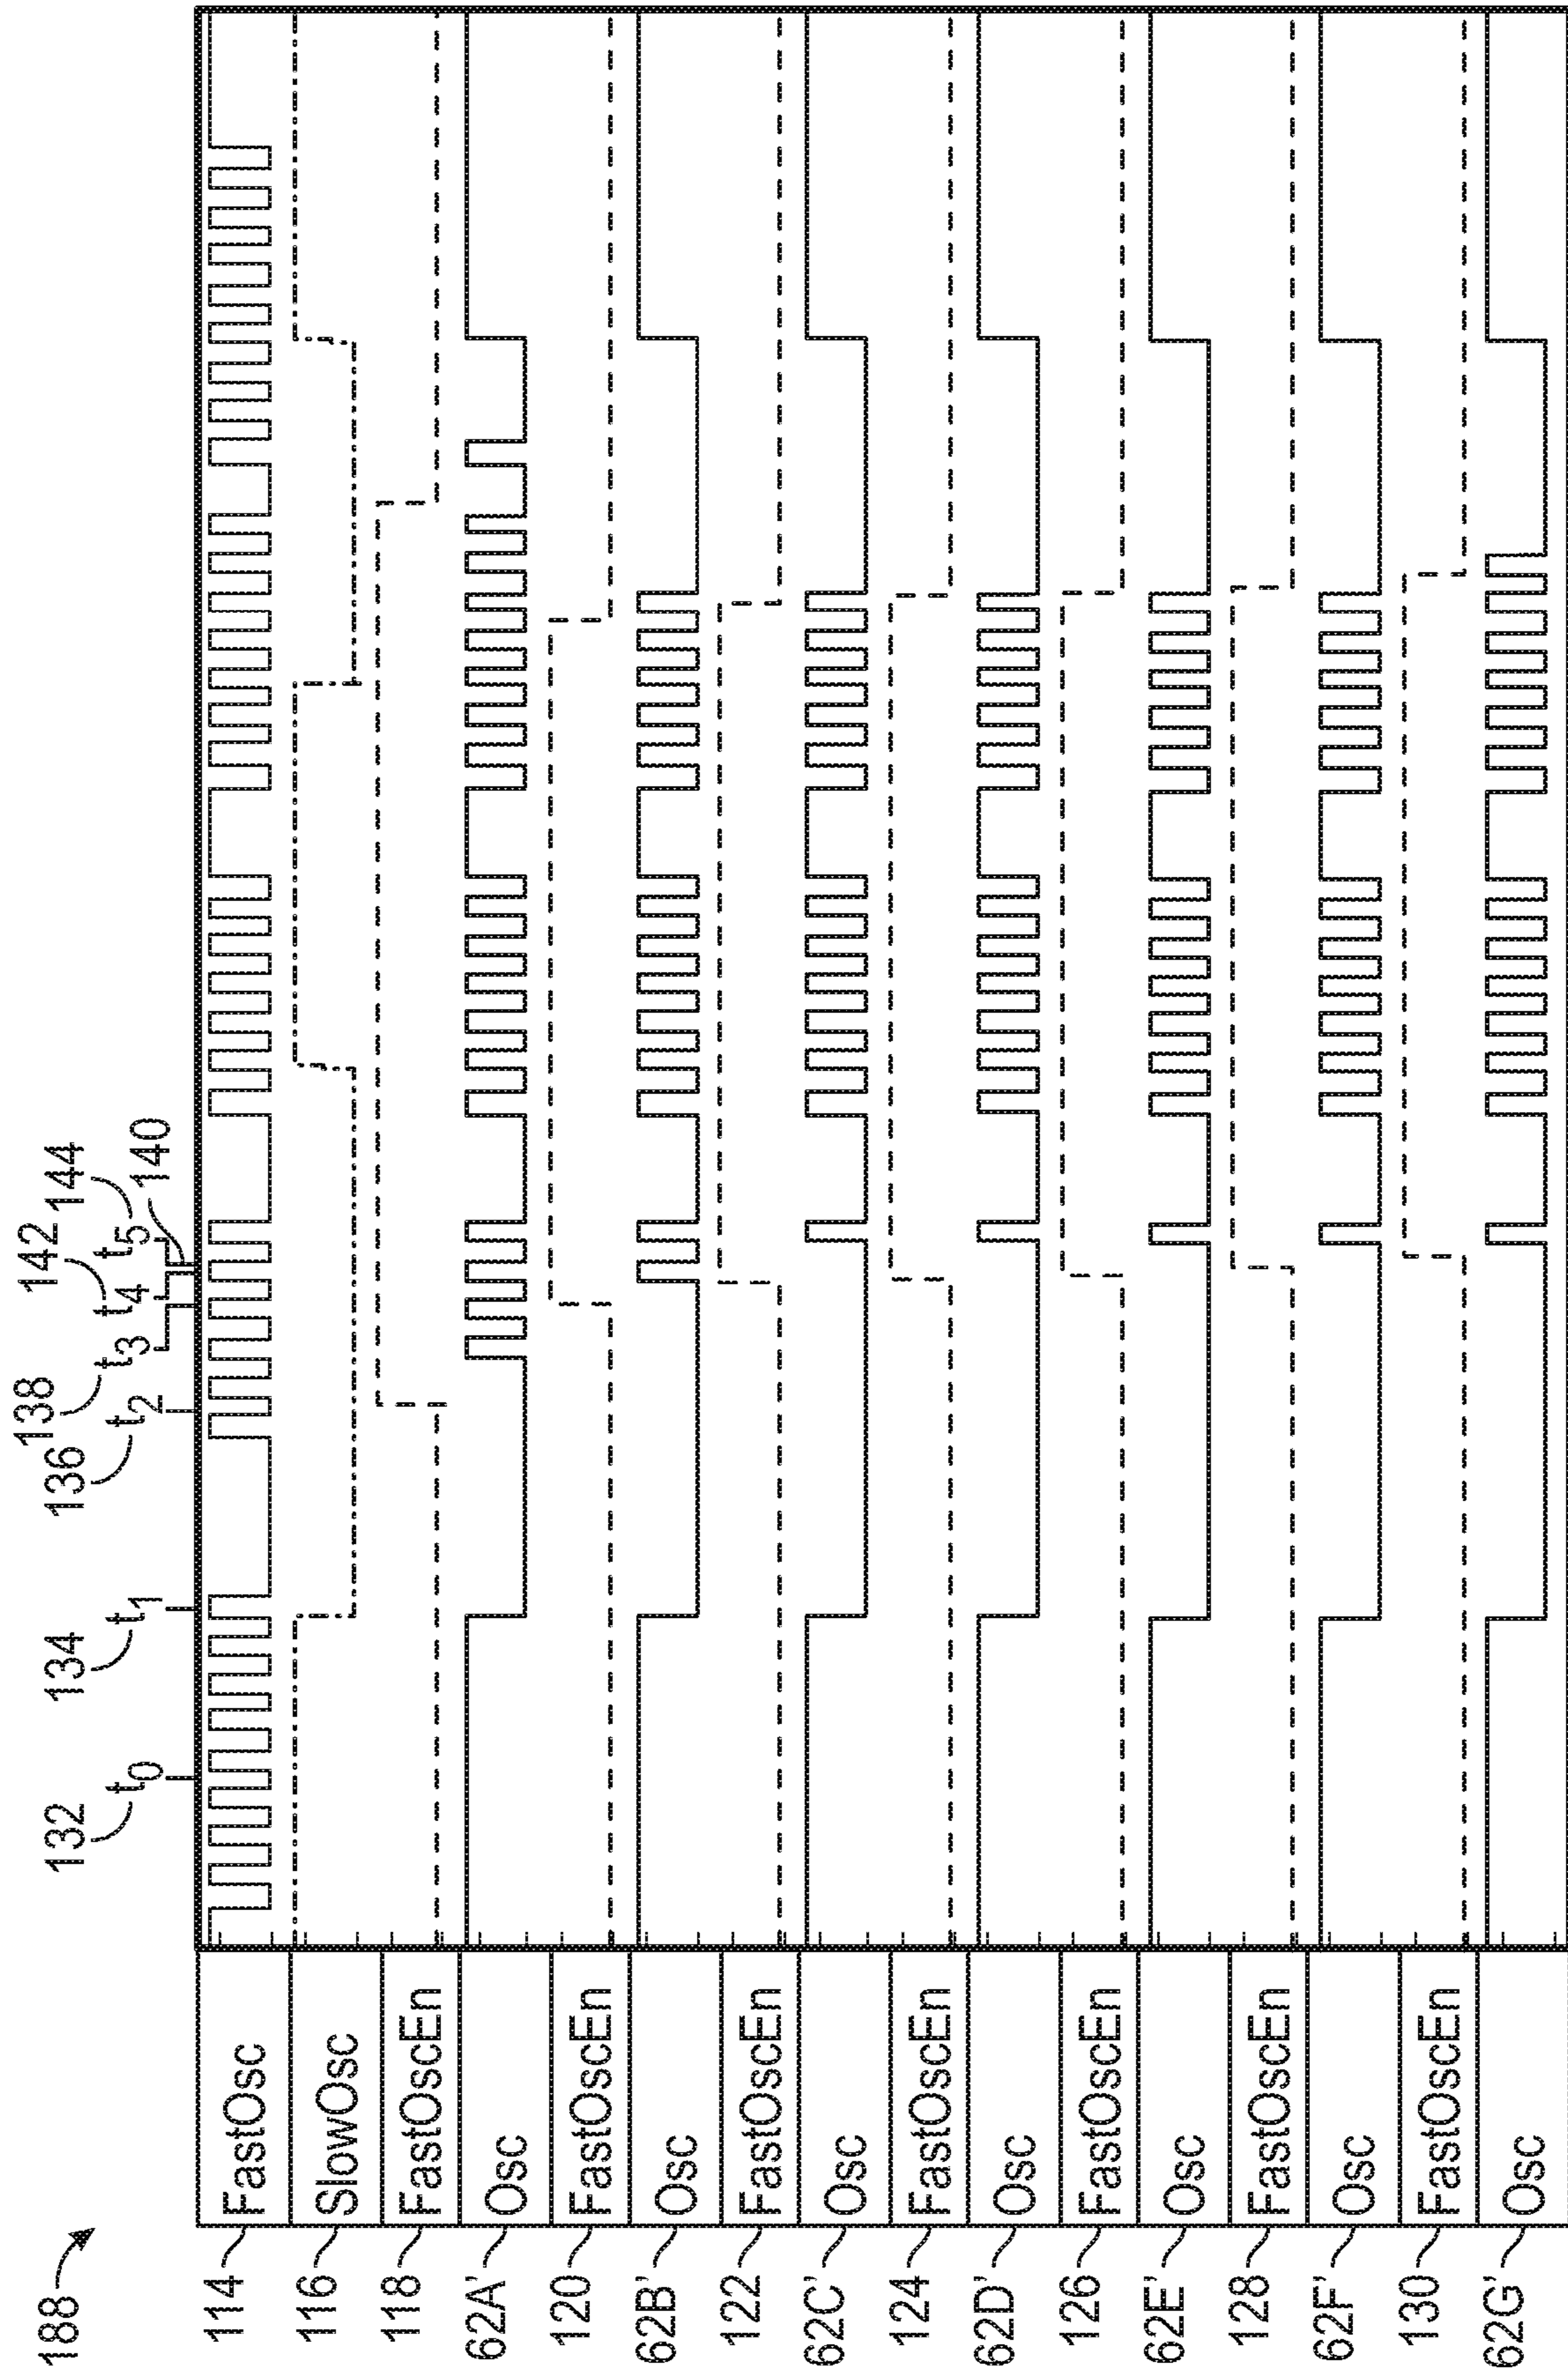 188
132 t0
134 t1
136 t2
138 t3
142 t4
144 t5
140
114 FastOsc
116 SlowOsc
118 FastOscEn
62A' Osc
120 FastOscEn
62B' Osc
122 FastOscEn
62C' Osc
124 FastOscEn
62D' Osc
126 FastOscEn
62E' Osc
128 FastOscEn
62F' Osc
130 FastOscEn
62G' Osc